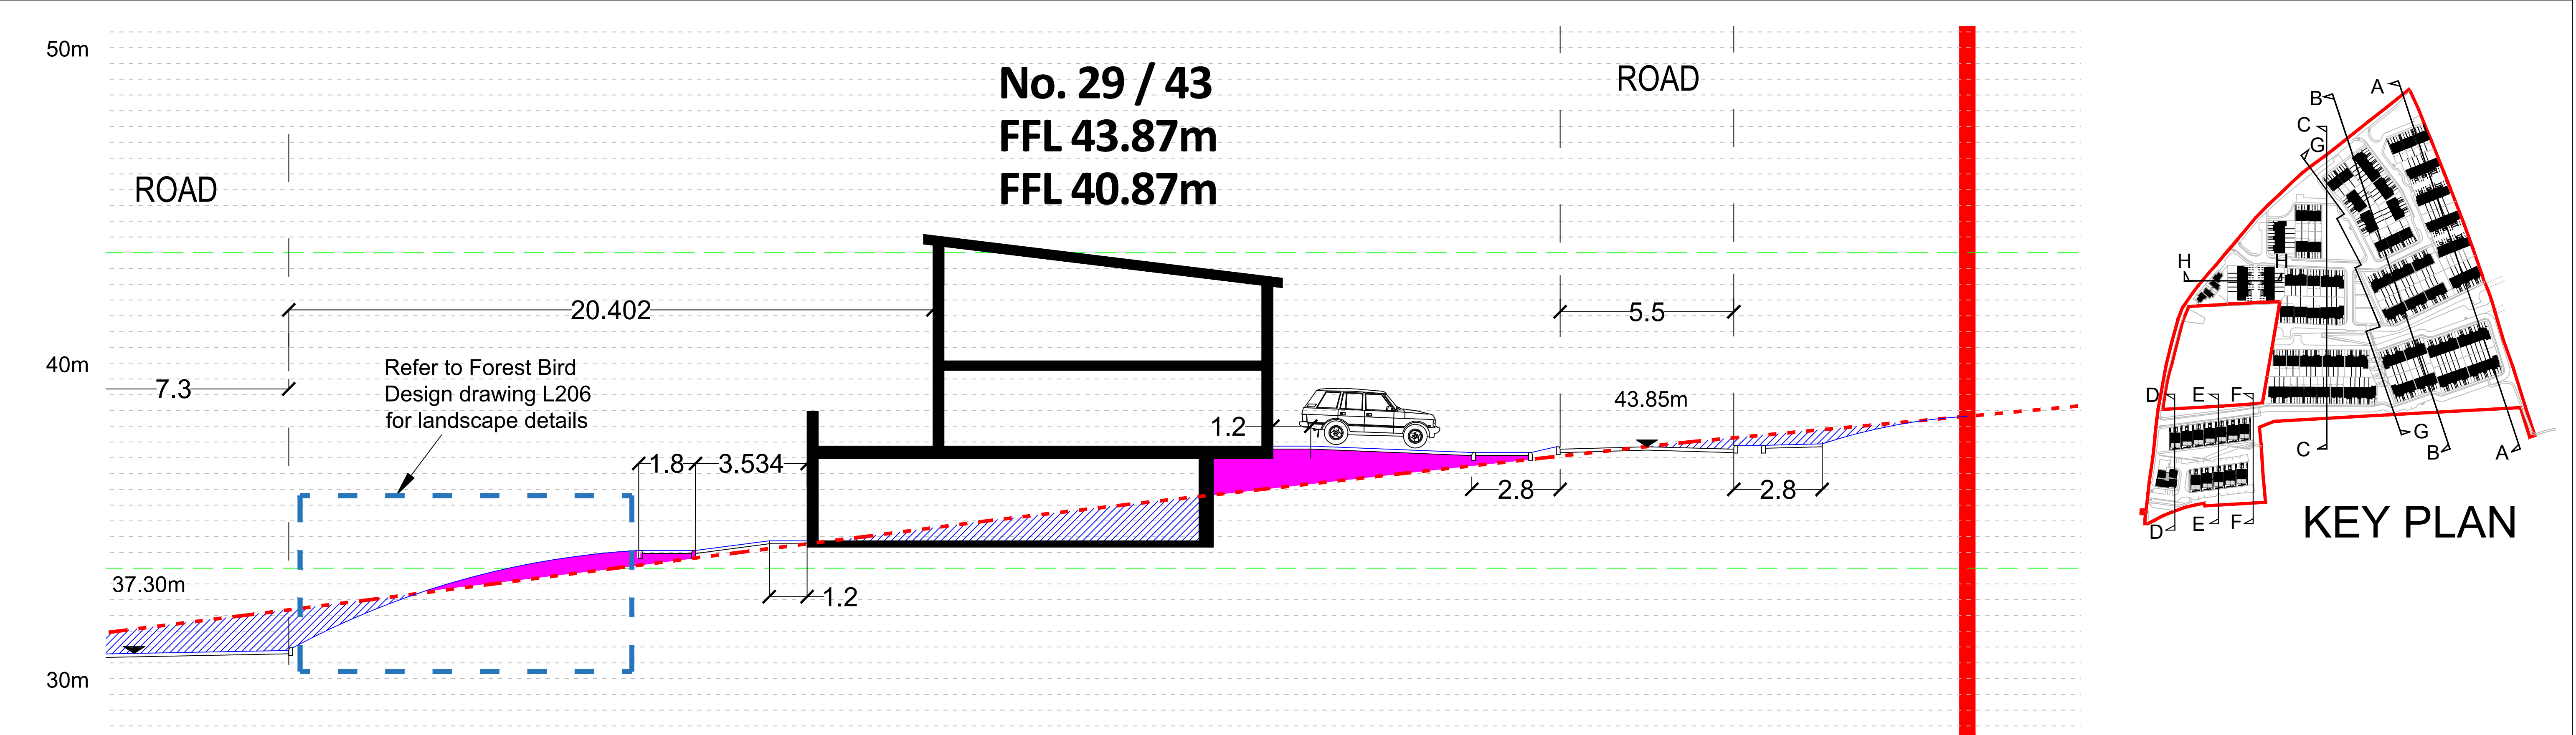 50m
40m
30m
ROAD
No. 29 / 43
FFL 43.87m
FFL 40.87m
ROAD
20.402
5.5
7.3
Refer to Forest Bird
Design drawing L206
for landscape details
1.2
43.85m
1.8
3.534
2.8
2.8
37.30m
1.2
A
B
C
G
H
H
D
E
F
C
G
B
A
D
E
F
KEY PLAN